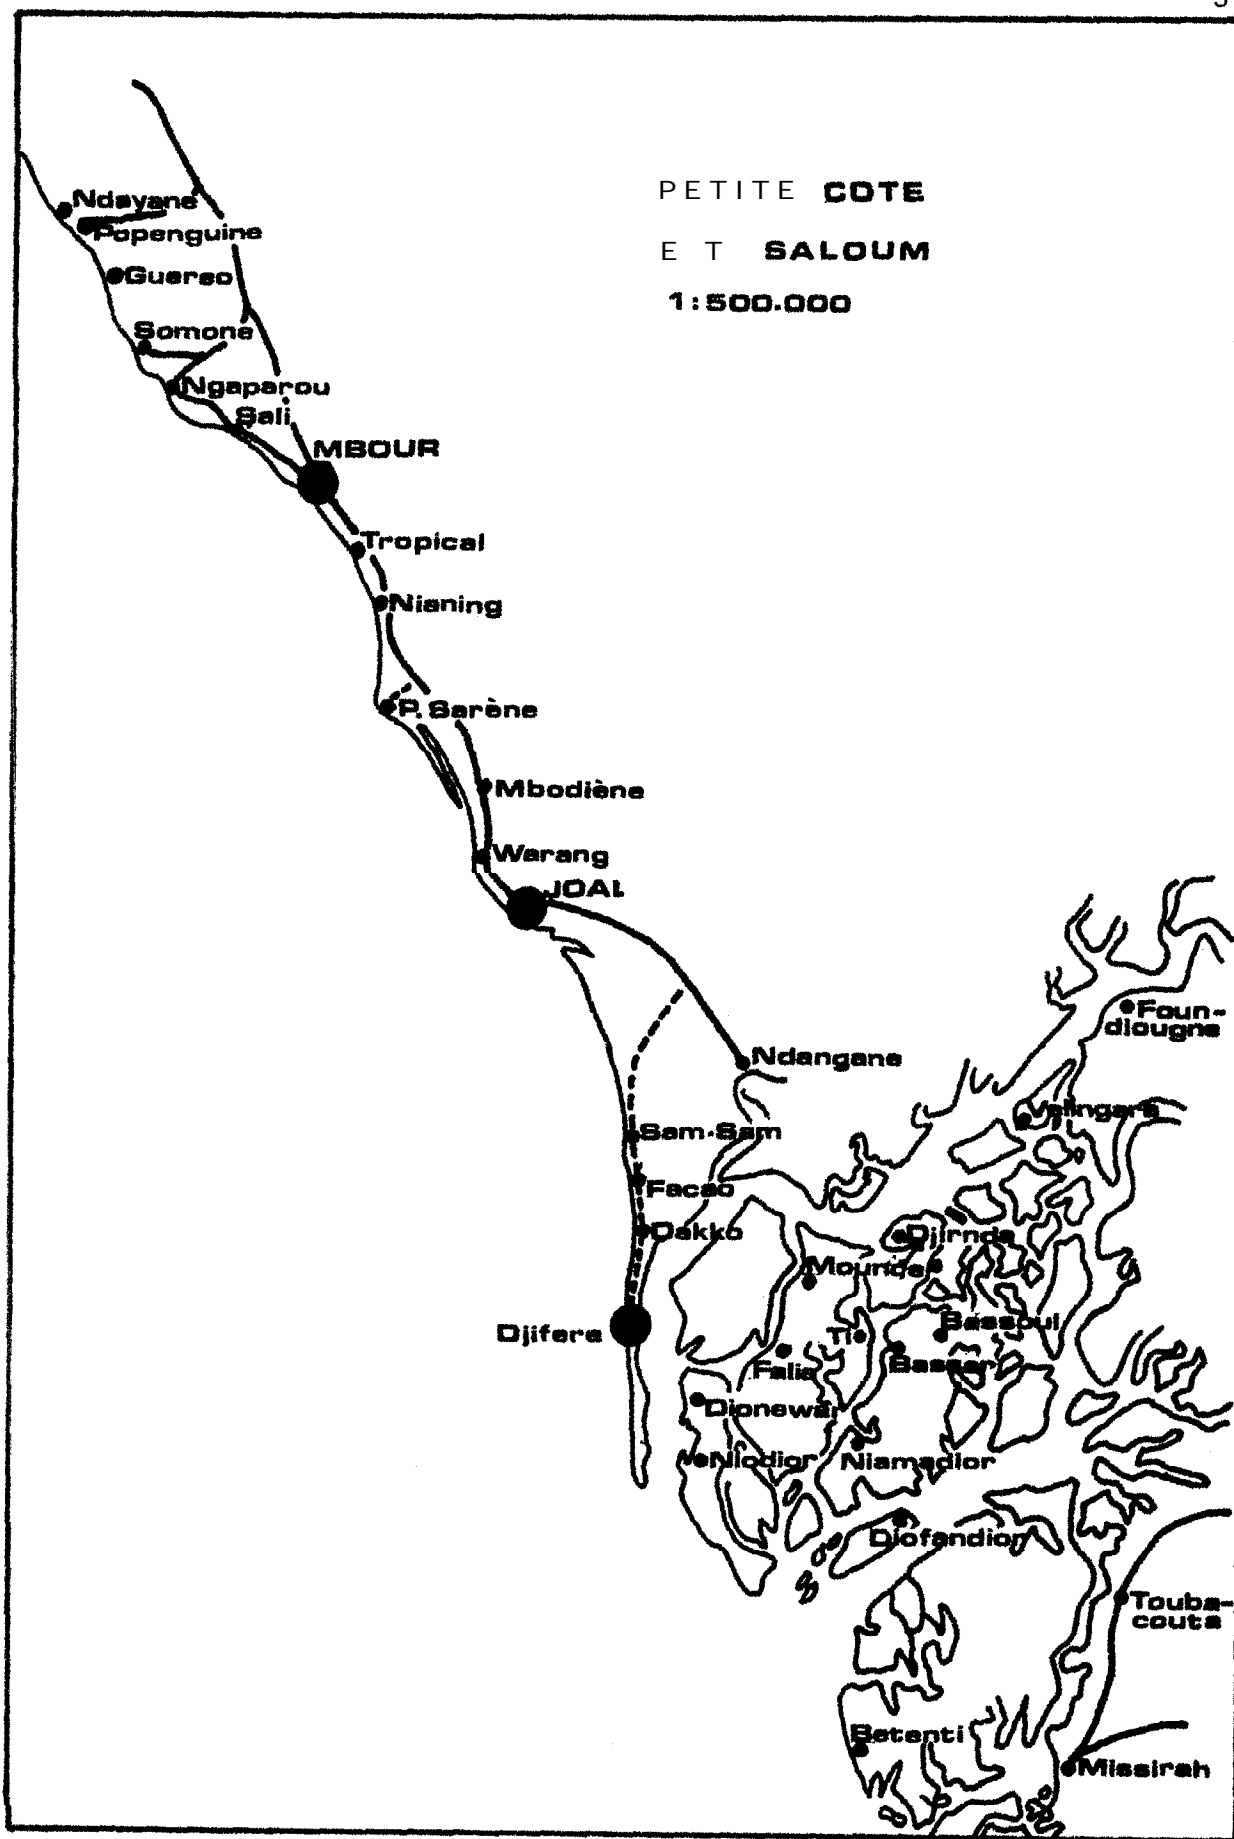 PETITE COTE
ET SALOUM
1:500.000
Ndayane
Popenguine
Guereo
Somone
Ngaparou
Sali
MBOUR
Tropical
Nianing
P. Sarène
Mbodiène
Warang
JOAL
Foun-
diougne
Ndangane
Velingara
Sam-Sam
Facao
Dakko
Djirnda
Mounde
Djifere
Bassoul
Ti
Falia
Bassar
Dionewar
Niodior
Niamadior
Diofandior
Touba-
couta
Betenti
Missirah